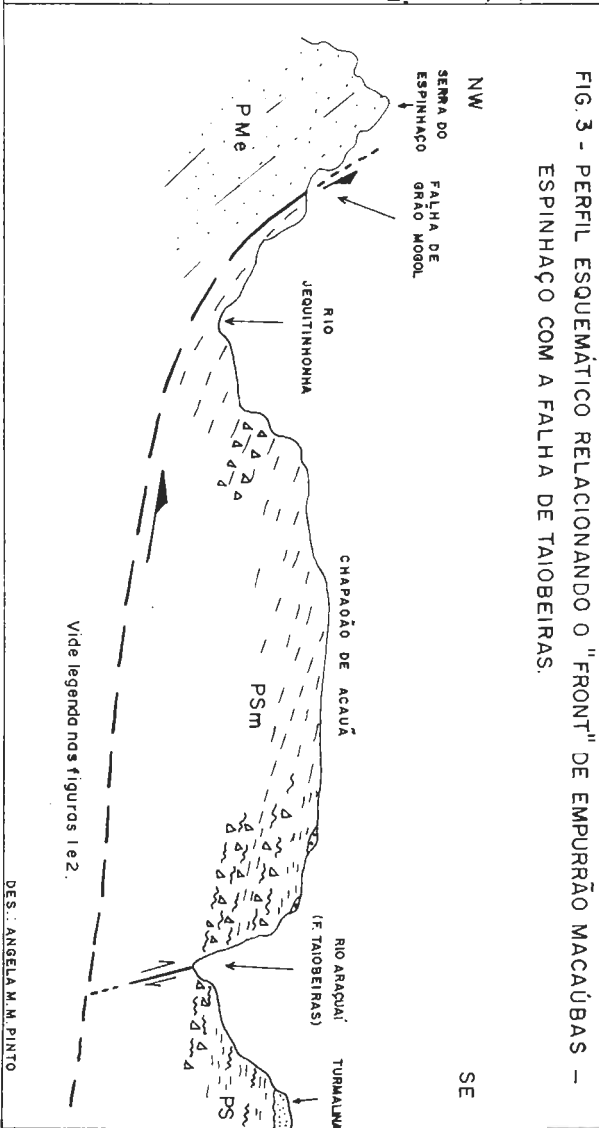 FIG. 3 - PERFIL ESQUEMÁTICO RELACIONANDO O "FRONT" DE EMPURRÃO MACAÚBAS -
ESPINHAÇO COM A FALHA DE TAIOBEIRAS.
NW
SE
SERRA DO
ESPINHAÇO
FALHA DE
GRÃO MOGOL
RIO
JEQUITINHONHA
CHAPADÃO DE ACAUÃ
RIO ARAÇUAÍ
(F. TAIOBEIRAS)
TURMALINA
PMe
PSm
PS
Vide legenda nas figuras 1 e 2.
DES.: ANGELA M. M. PINTO